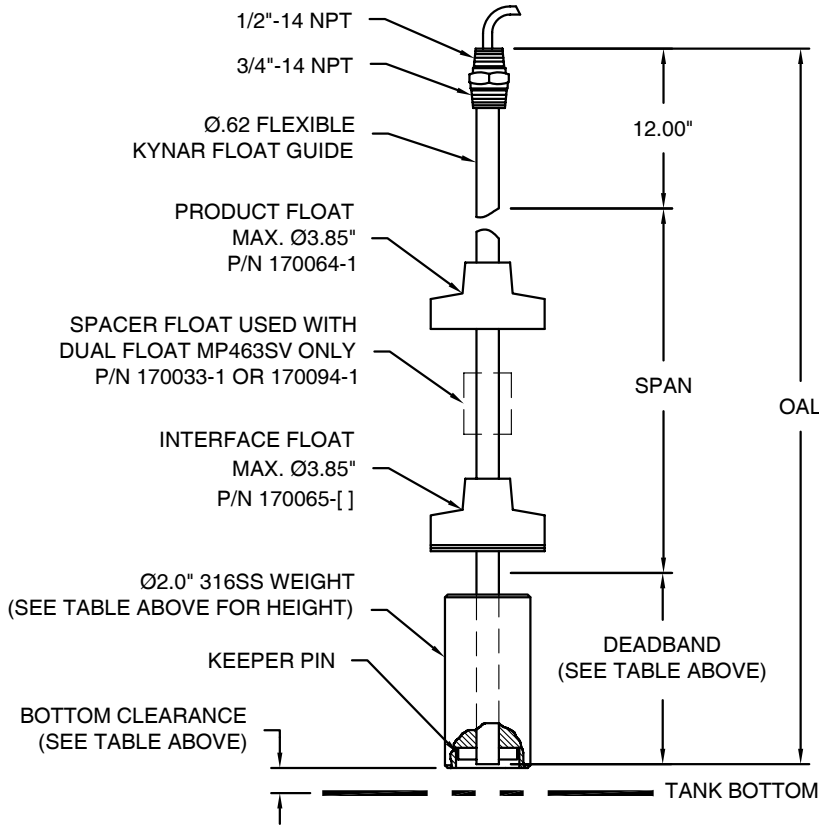 1/2"-14 NPT
3/4"-14 NPT
Ø.62 FLEXIBLE
KYNAR FLOAT GUIDE
12.00"
PRODUCT FLOAT
MAX. Ø3.85"
P/N 170064-1
SPACER FLOAT USED WITH
DUAL FLOAT MP463SV ONLY
P/N 170033-1 OR 170094-1
SPAN
OAL
INTERFACE FLOAT
MAX. Ø3.85"
P/N 170065-[ ]
Ø2.0" 316SS WEIGHT
(SEE TABLE ABOVE FOR HEIGHT)
DEADBAND
(SEE TABLE ABOVE)
KEEPER PIN
BOTTOM CLEARANCE
(SEE TABLE ABOVE)
TANK BOTTOM